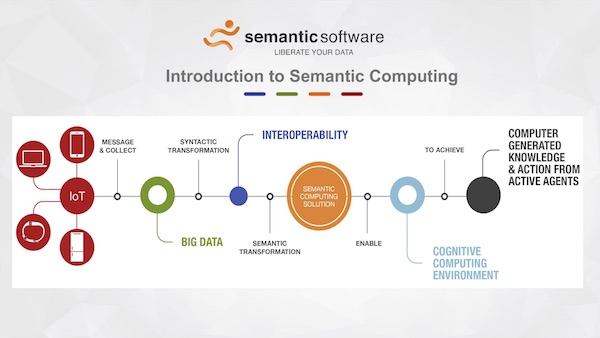 semanticsoftware
LIBERATE YOUR DATA
Introduction to Semantic Computing
IoT
MESSAGE
& COLLECT
BIG DATA
SYNTACTIC
TRANSFORMATION
INTEROPERABILITY
SEMANTIC
TRANSFORMATION
SEMANTIC
COMPUTING
SOLUTION
ENABLE
COGNITIVE
COMPUTING
ENVIRONMENT
TO ACHIEVE
COMPUTER
GENERATED
KNOWLEDGE
& ACTION FROM
ACTIVE AGENTS